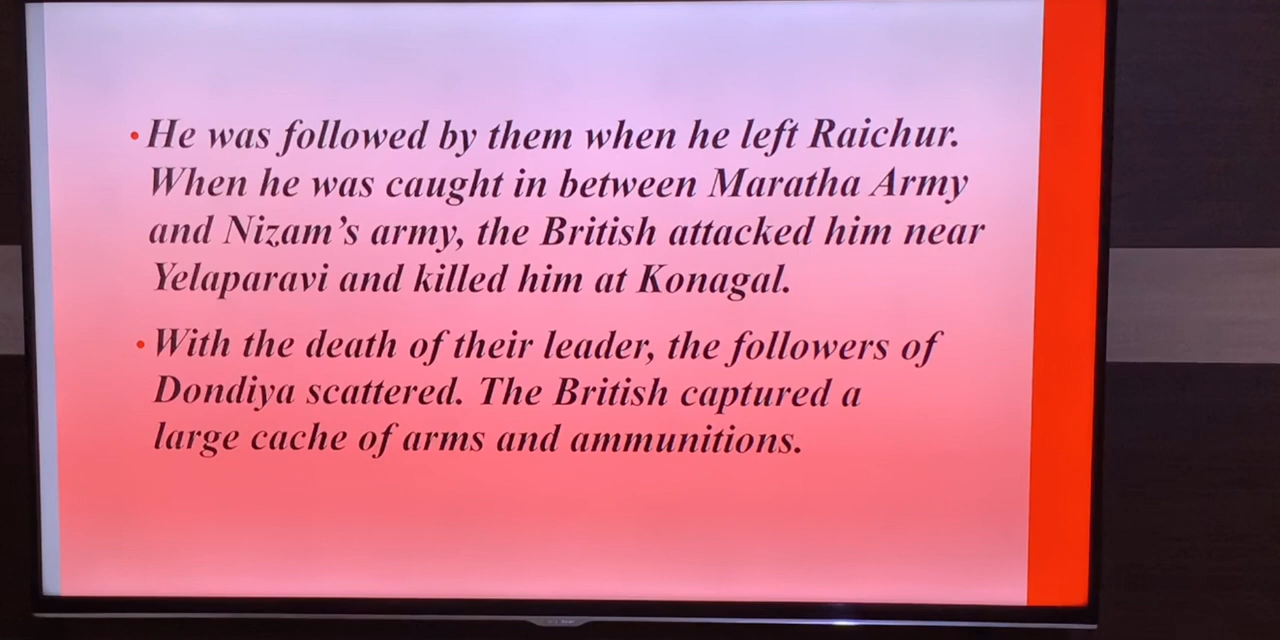 • He was followed by them when he left Raichur.
When he was caught in between Maratha Army
and Nizam’s army, the British attacked him near
Yelaparavi and killed him at Konagal.
• With the death of their leader, the followers of
Dondiya scattered. The British captured a
large cache of arms and ammunitions.